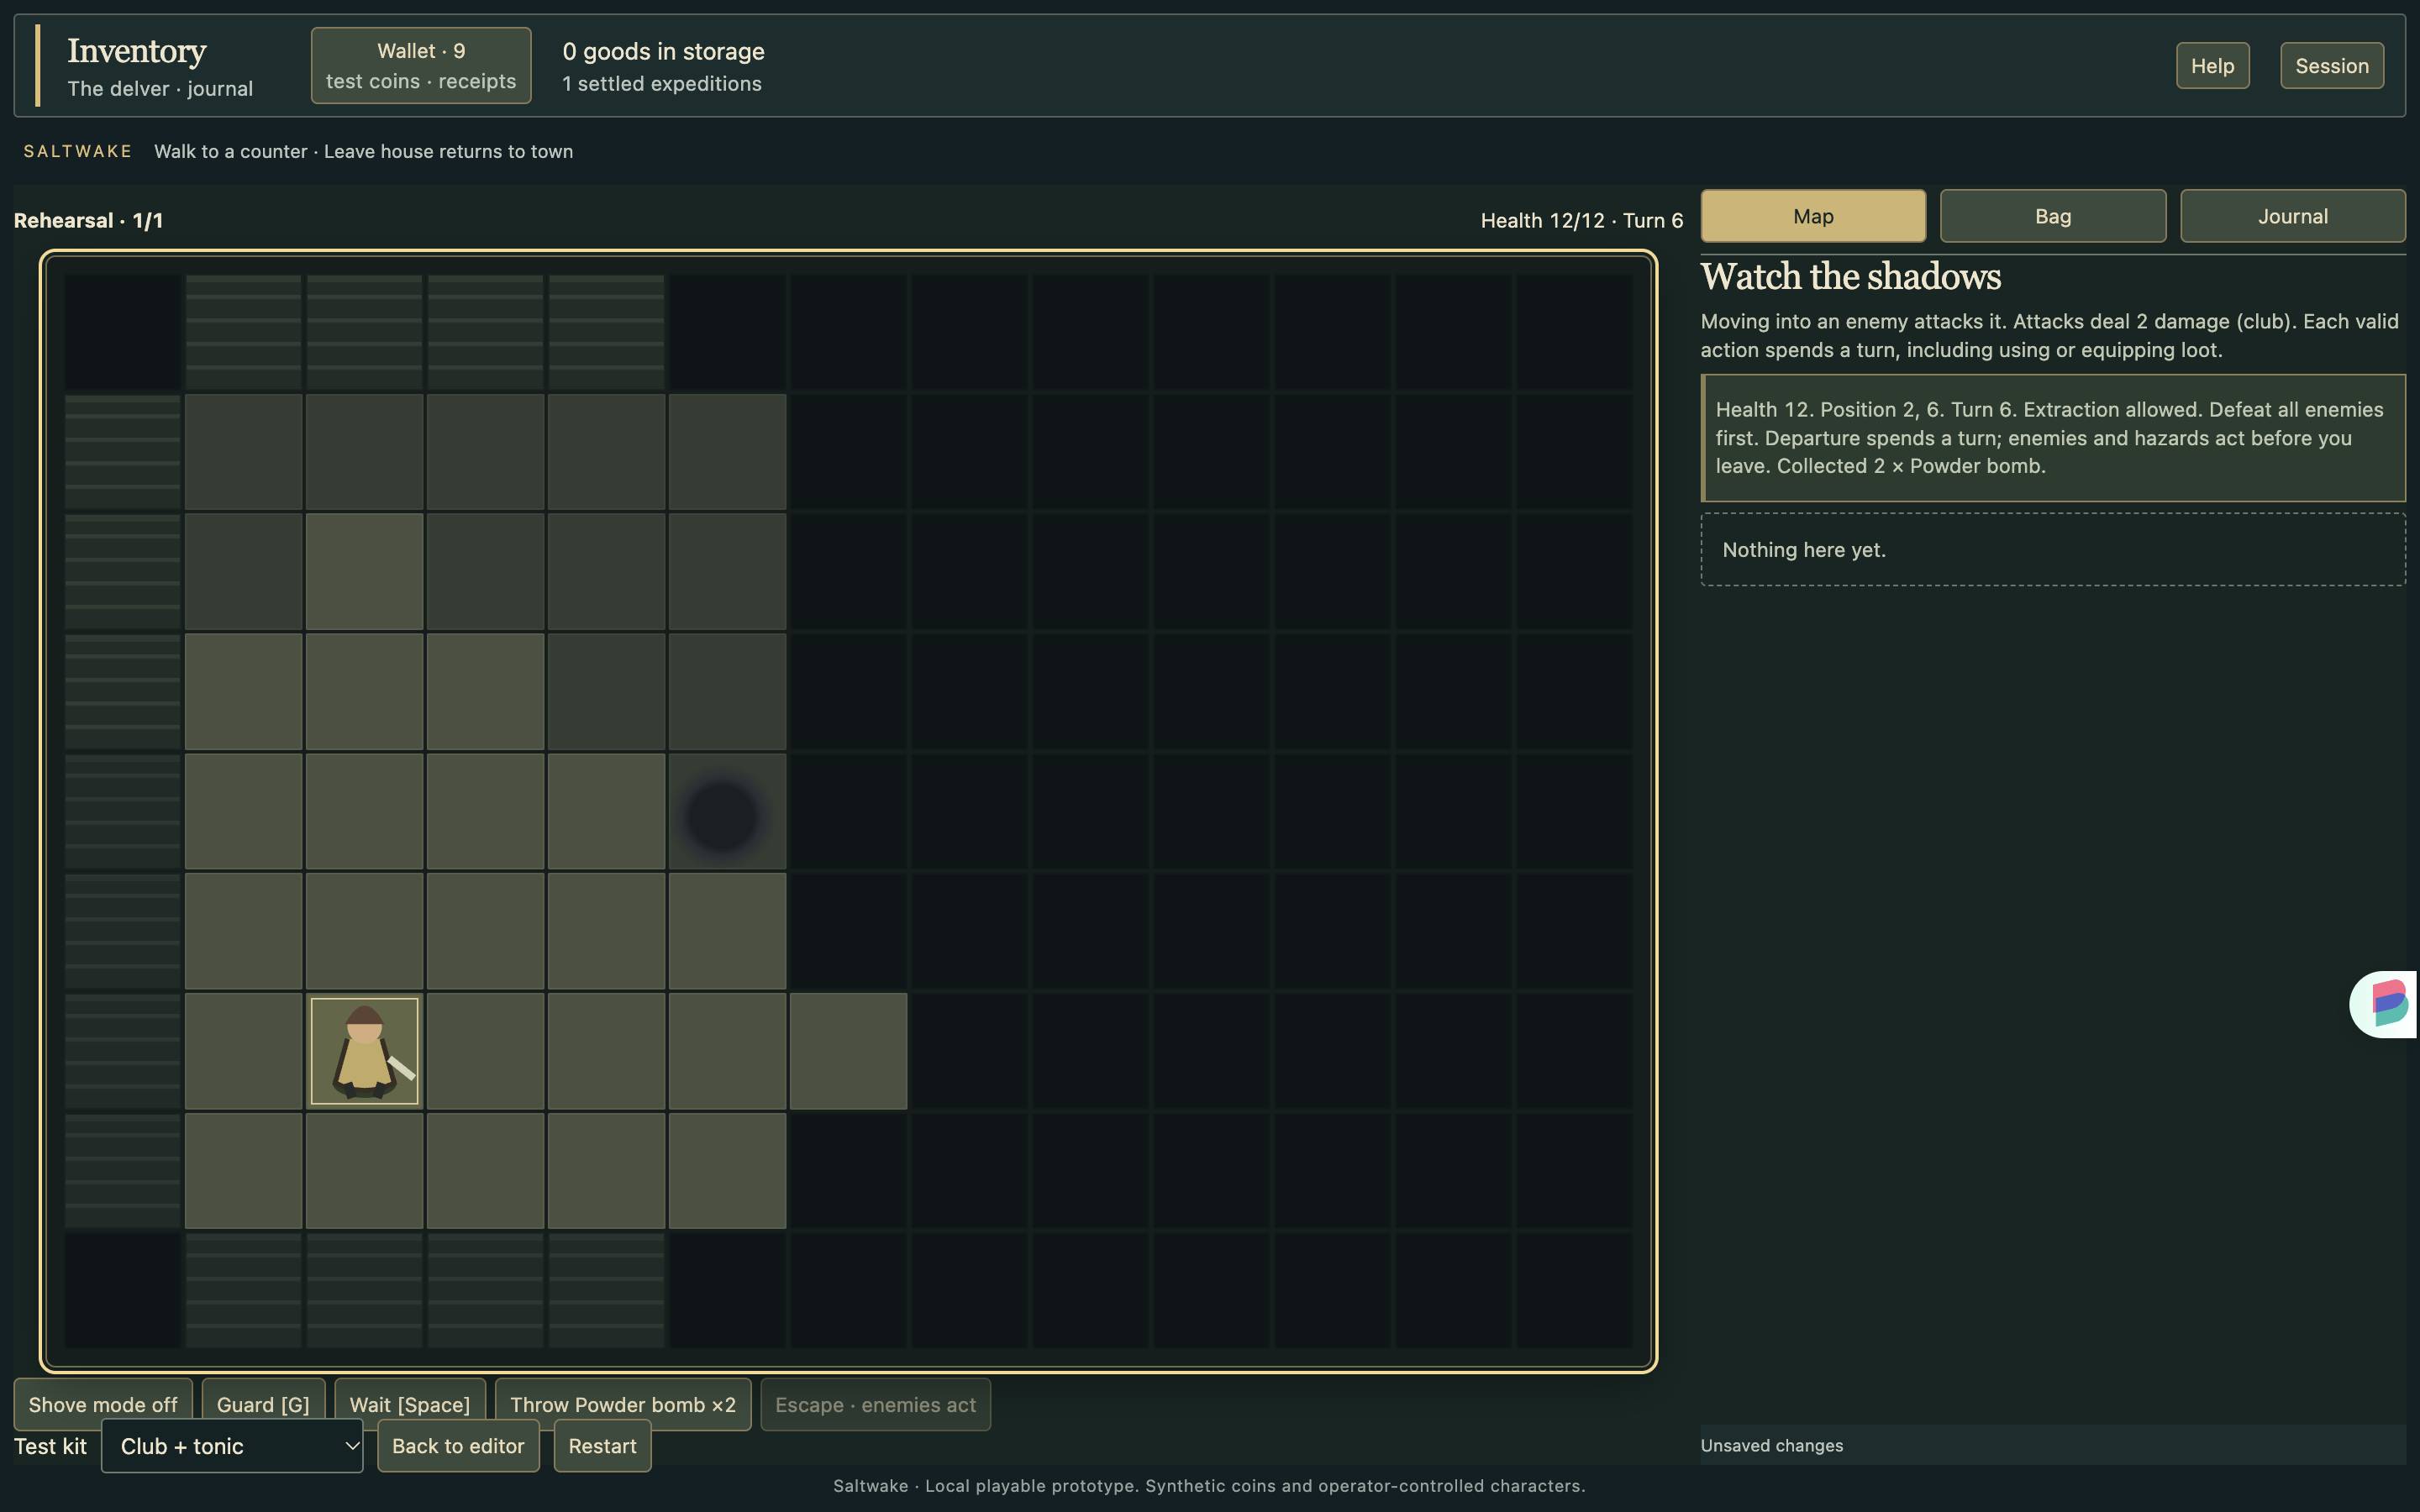 Inventory
The delver · journal
Wallet · 9
test coins · receipts
0 goods in storage
1 settled expeditions
Help
Session
SALTWAKE
Walk to a counter · Leave house returns to town
Rehearsal · 1/1
Health 12/12 · Turn 6
Map
Bag
Journal
Watch the shadows
Moving into an enemy attacks it. Attacks deal 2 damage (club). Each valid
action spends a turn, including using or equipping loot.
Health 12. Position 2, 6. Turn 6. Extraction allowed. Defeat all enemies
first. Departure spends a turn; enemies and hazards act before you
leave. Collected 2 × Powder bomb.
Nothing here yet.
Shove mode off
Guard [G]
Wait [Space]
Throw Powder bomb ×2
Escape · enemies act
Test kit
Club + tonic
Back to editor
Restart
Unsaved changes
Saltwake · Local playable prototype. Synthetic coins and operator-controlled characters.